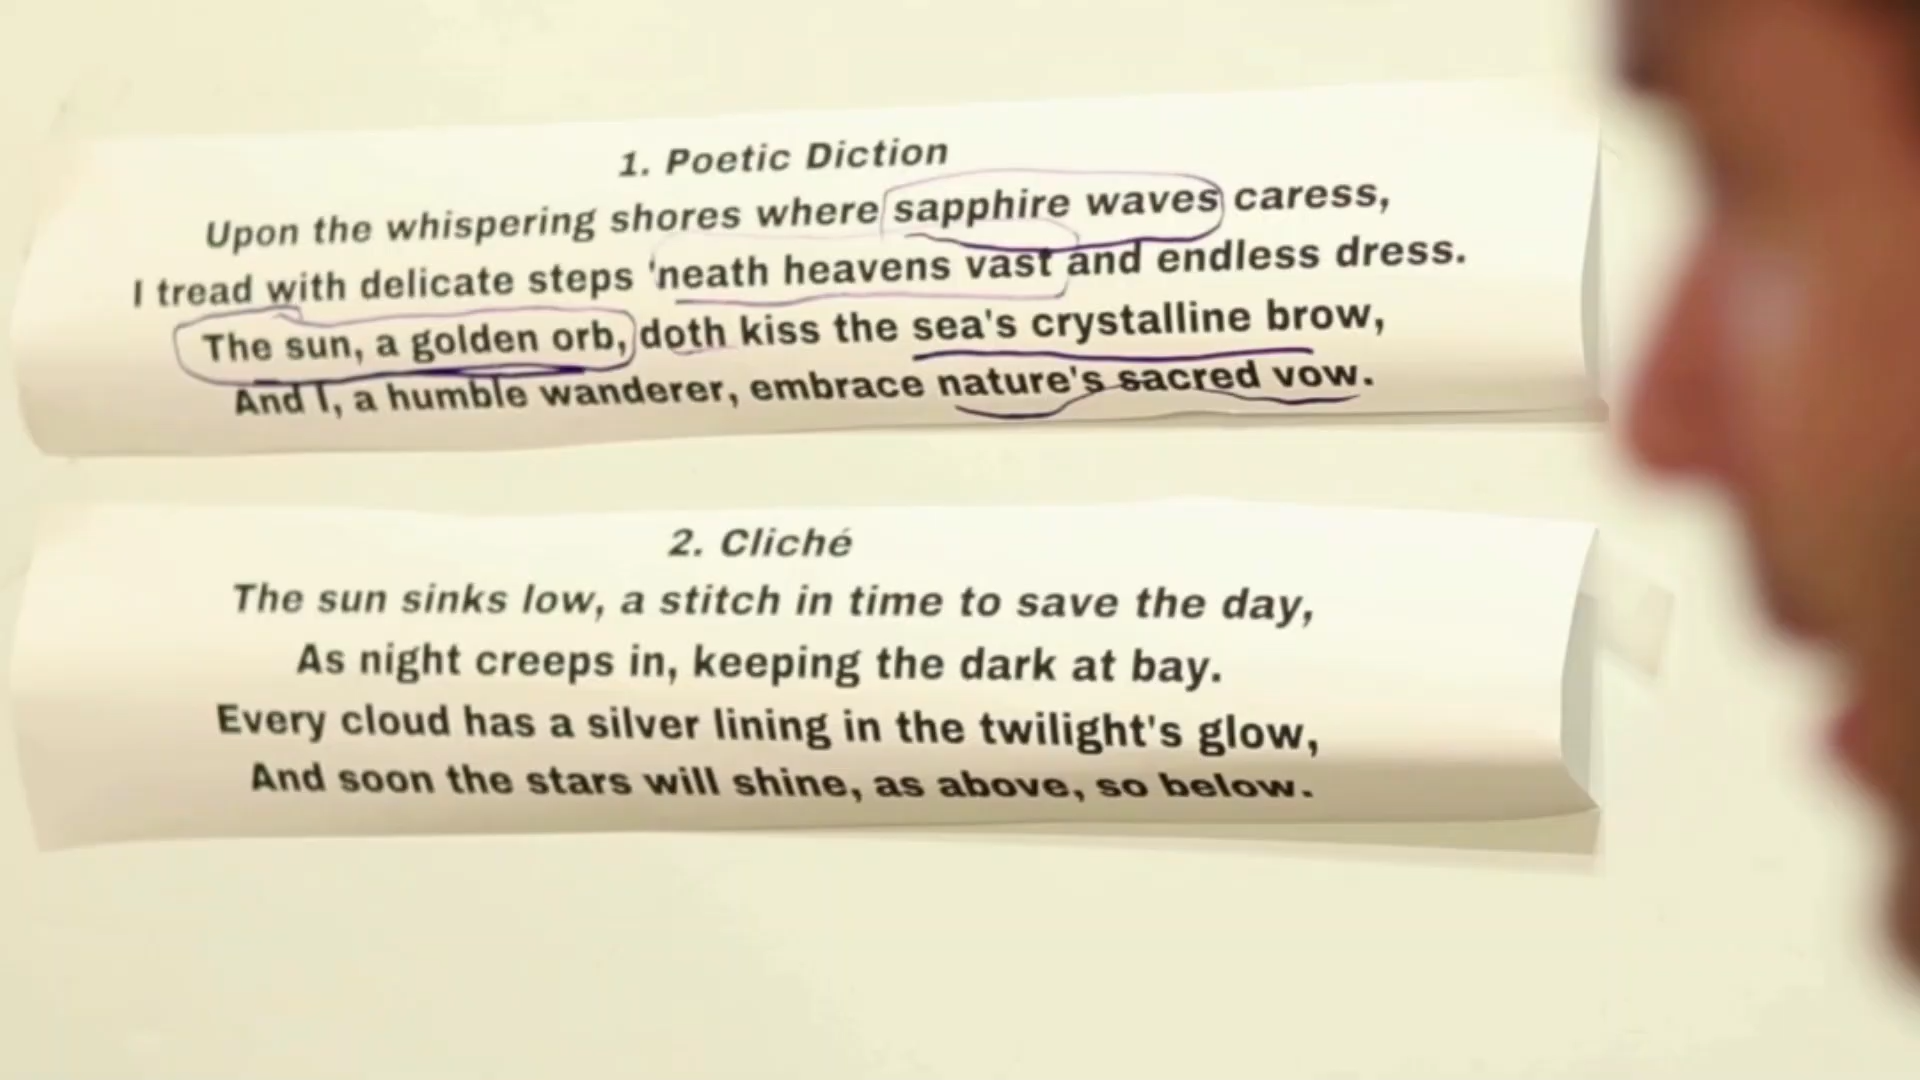 1. Poetic Diction
Upon the whispering shores where sapphire waves caress,
I tread with delicate steps 'neath heavens vast and endless dress.
The sun, a golden orb, doth kiss the sea's crystalline brow,
And I, a humble wanderer, embrace nature's sacred vow.
2. Cliché
The sun sinks low, a stitch in time to save the day,
As night creeps in, keeping the dark at bay.
Every cloud has a silver lining in the twilight's glow,
And soon the stars will shine, as above, so below.